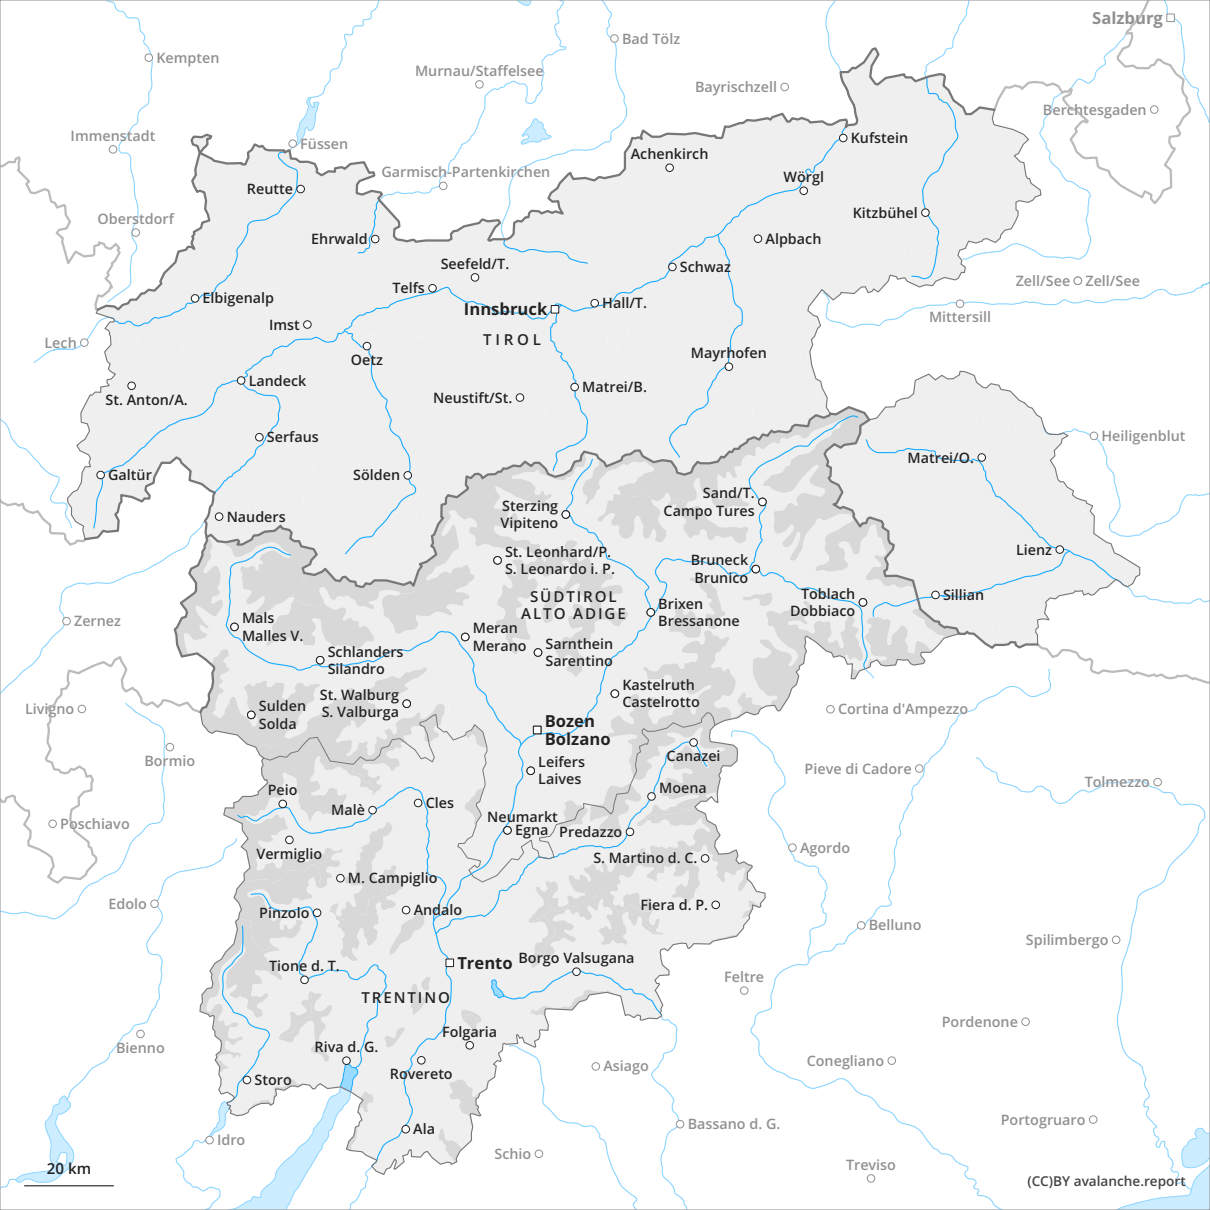 Salzburg
Bad Tölz
Kempten
Murnau/Staffelsee
Bayrischzell
Berchtesgaden
Immenstadt
Füssen
Kufstein
Achenkirch
Garmisch-Partenkirchen
Wörgl
Reutte
Oberstdorf
Kitzbühel
Ehrwald
Alpbach
Seefeld/T.
Schwaz
Zell/See
Zell/See
Telfs
Elbigenalp
Hall/T.
Innsbruck
Mittersill
Imst
TIROL
Lech
Oetz
Mayrhofen
Landeck
Matrei/B.
St. Anton/A.
Neustift/St.
Serfaus
Heiligenblut
Matrei/O.
Galtür
Sölden
Sand/T.
Campo Tures
Sterzing
Vipiteno
Nauders
Lienz
St. Leonhard/P.
S. Leonardo i. P.
Bruneck
Brunico
SÜDTIROL
ALTO ADIGE
Toblach
Dobbiaco
Sillian
Brixen
Bressanone
Zernez
Mals
Malles V.
Meran
Merano
Sarnthein
Sarentino
Schlanders
Silandro
Kastelruth
Castelrotto
St. Walburg
S. Valburga
Livigno
Sulden
Solda
Cortina d'Ampezzo
Bozen
Bolzano
Bormio
Canazei
Leifers
Laives
Pieve di Cadore
Tolmezzo
Peio
Moena
Malè
Cles
Neumarkt
Egna
Predazzo
Poschiavo
Vermiglio
Agordo
S. Martino d. C.
M. Campiglio
Edolo
Pinzolo
Andalo
Fiera d. P.
Belluno
Spilimbergo
Borgo Valsugana
Trento
Tione d. T.
Feltre
TRENTINO
Pordenone
Folgaria
Bienno
Riva d. G.
Conegliano
Asiago
Rovereto
Storo
Portogruaro
Bassano d. G.
Ala
Idro
Schio
Treviso
20 km
(CC)BY avalanche.report